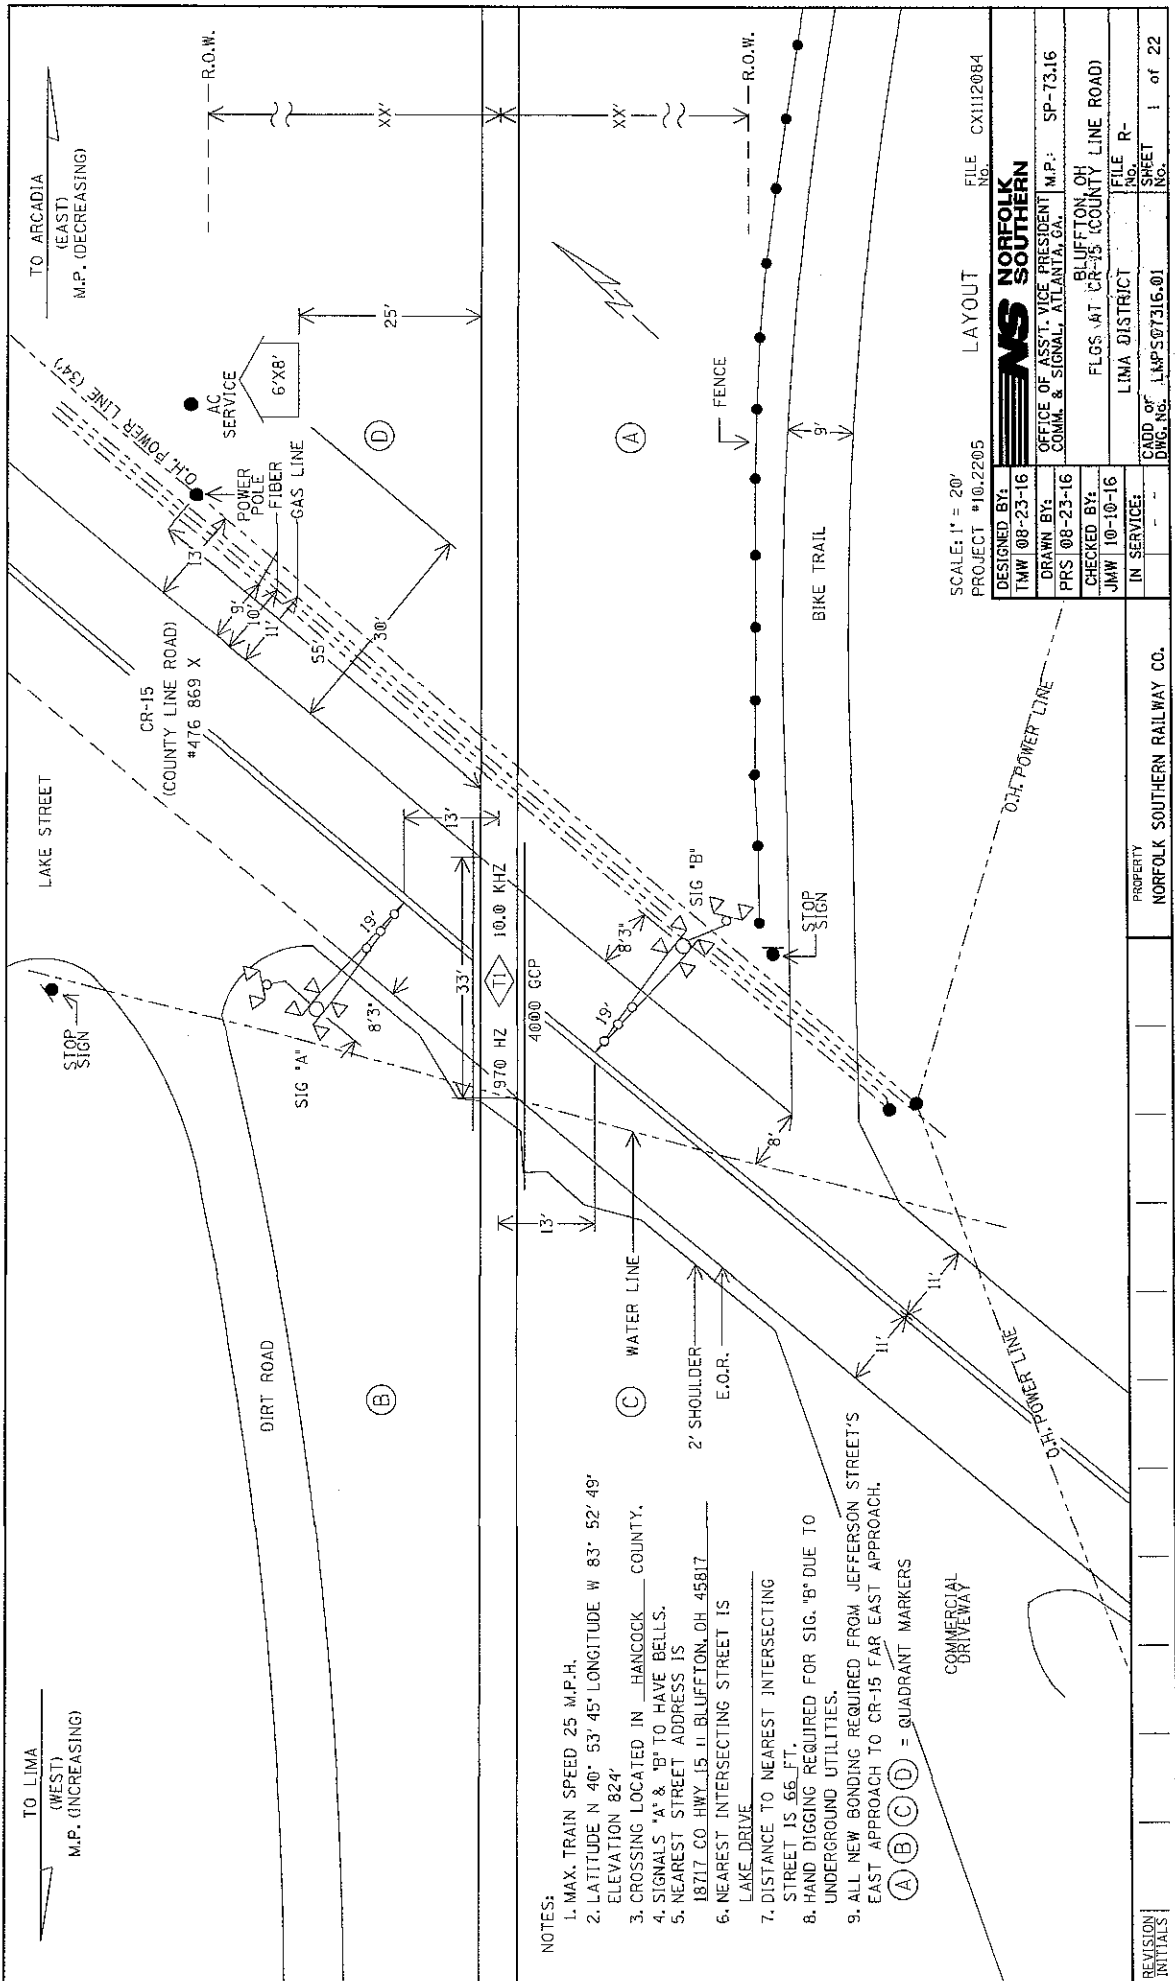 TO LIMA
(WEST)
M.P. (INCREASING)
TO ARCADIA
(EAST)
M.P. (DECREASING)
LAKE STREET
STOP
SIGN
DIRT ROAD
CR-15
(COUNTY LINE ROAD)
#476 869 X
O.H. POWER LINE (34')
AC
SERVICE
6'X8'
POWER
POLE
FIBER
GAS LINE
R.O.W.
XX'
25'
13'
9'
10'
11'
55'
30'
SIG "A"
19'
8'3"
13'
33'
B
D
970 HZ
T1
10.0 KHZ
4000 GCP
13'
WATER LINE
C
A
2' SHOULDER
E.O.R.
8'3"
19'
SIG "B"
8'
STOP
SIGN
FENCE
XX'
R.O.W.
BIKE TRAIL
9'
11'
11'
O.H. POWER LINE
O.H. POWER LINE
COMMERCIAL
DRIVEWAY
NOTES:
1. MAX. TRAIN SPEED 25 M.P.H.
2. LATITUDE N 40° 53' 45" LONGITUDE W 83° 52' 49"
ELEVATION 824'
3. CROSSING LOCATED IN HANCOCK COUNTY.
4. SIGNALS "A" & "B" TO HAVE BELLS.
5. NEAREST STREET ADDRESS IS
18717 CO HWY 15 11 BLUFFTON, OH 45817
6. NEAREST INTERSECTING STREET IS
LAKE DRIVE
7. DISTANCE TO NEAREST INTERSECTING
STREET IS 66 FT.
8. HAND DIGGING REQUIRED FOR SIG. "B" DUE TO
UNDERGROUND UTILITIES.
9. ALL NEW BONDING REQUIRED FROM JEFFERSON STREET'S
EAST APPROACH TO CR-15 FAR EAST APPROACH.
A B C D = QUADRANT MARKERS
SCALE: 1" = 20'
PROJECT #10.2205
LAYOUT
FILE No. CX1112084
DESIGNED BY:
TMW 08-23-16
DRAWN BY:
PRS 08-23-16
CHECKED BY:
JMW 10-10-16
IN SERVICE:
- -
NS NORFOLK
SOUTHERN
OFFICE OF ASS'T. VICE PRESIDENT
COMM. & SIGNAL, ATLANTA, GA.
M.P.: SP-73.16
BLUFFTON, OH
FLGS AT CR-15 (COUNTY LINE ROAD)
LIMA DISTRICT
FILE No. R-
CADD or DWG. No. LMPS07316.01
SHEET No. 1 of 22
REVISION
INITIALS
PROPERTY
NORFOLK SOUTHERN RAILWAY CO.